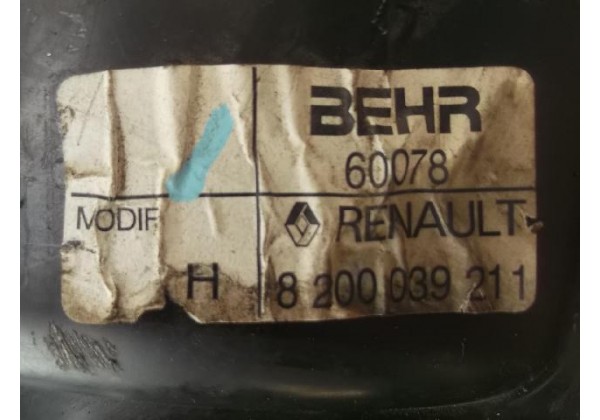 BEHR
60078
MODIF.
RENAULT
H
8 200 039 211